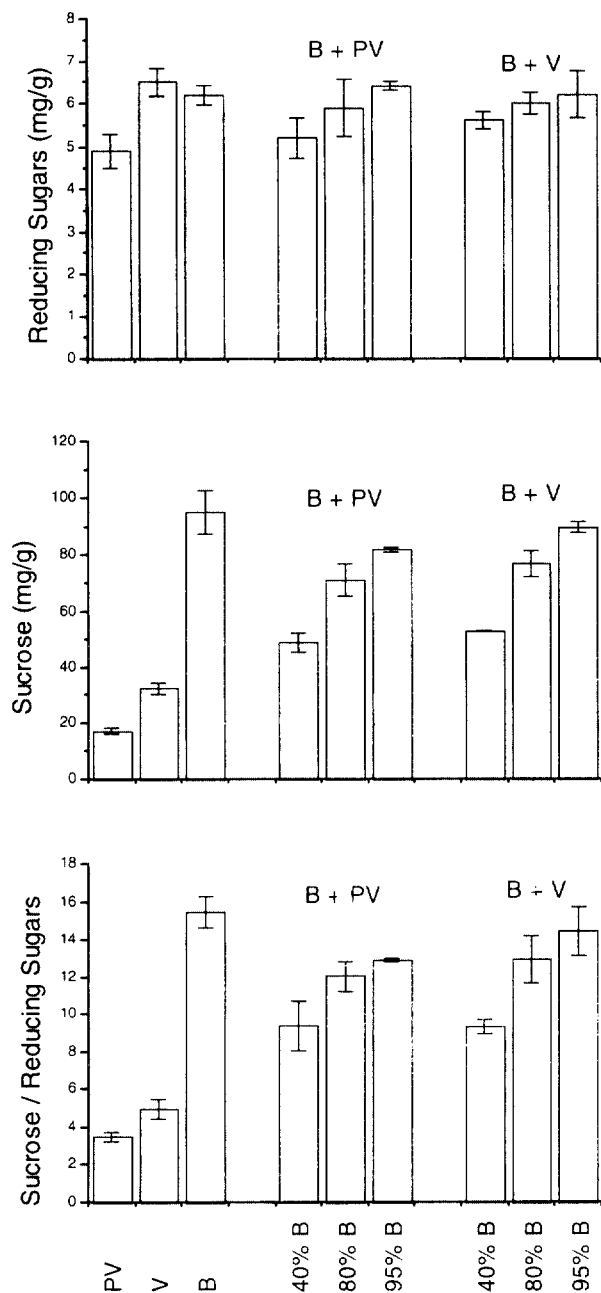 Reducing Sugars (mg/g)
8
7
6
5
4
3
2
1
0
B + PV
B + V
Sucrose (mg/g)
120
100
80
60
40
20
0
B + PV
B + V
Sucrose / Reducing Sugars
18
16
14
12
10
8
6
4
2
0
B + PV
B + V
PV
V
B
40% B
80% B
95% B
40% B
80% B
95% B